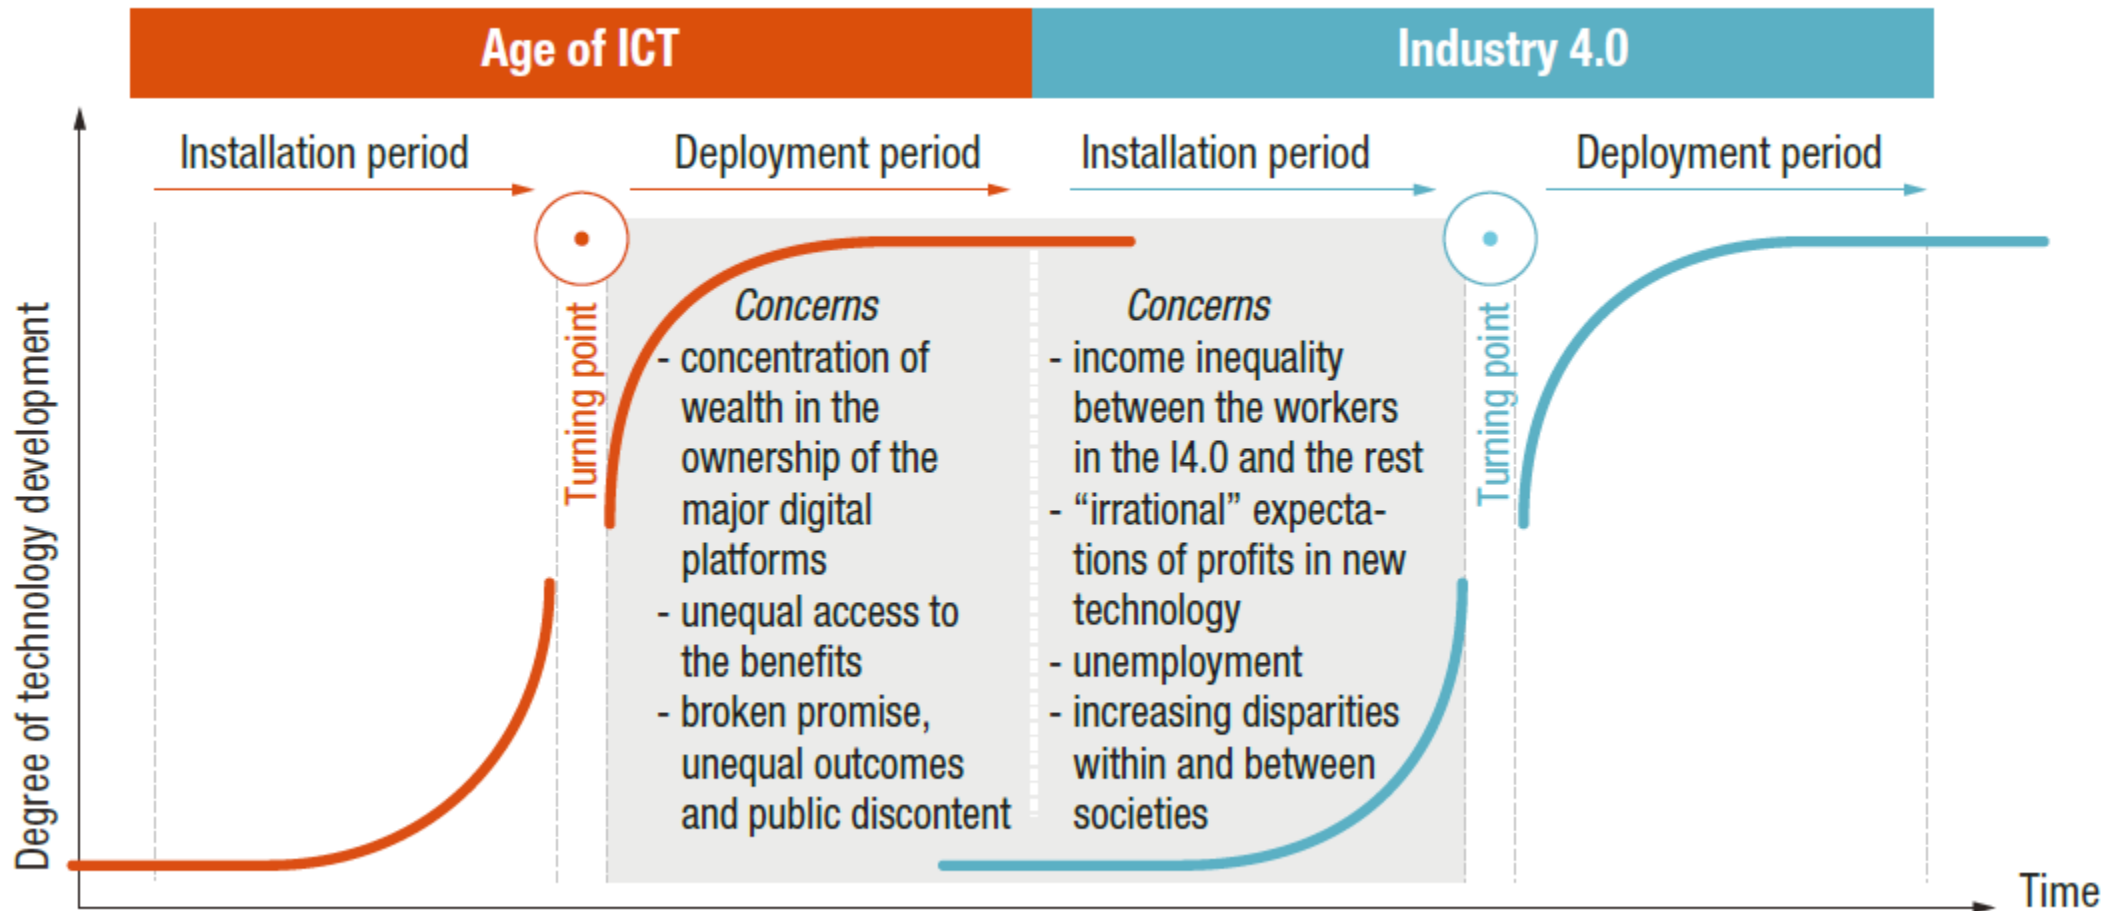 Age of ICT
Industry 4.0
Installation period
Deployment period
Installation period
Deployment period
Degree of technology development
Turning point
Concerns
- concentration of
wealth in the
ownership of the
major digital
platforms
- unequal access to
the benefits
- broken promise,
unequal outcomes
and public discontent
Concerns
- income inequality
between the workers
in the I4.0 and the rest
- “irrational” expecta-
tions of profits in new
technology
- unemployment
- increasing disparities
within and between
societies
Turning point
Time